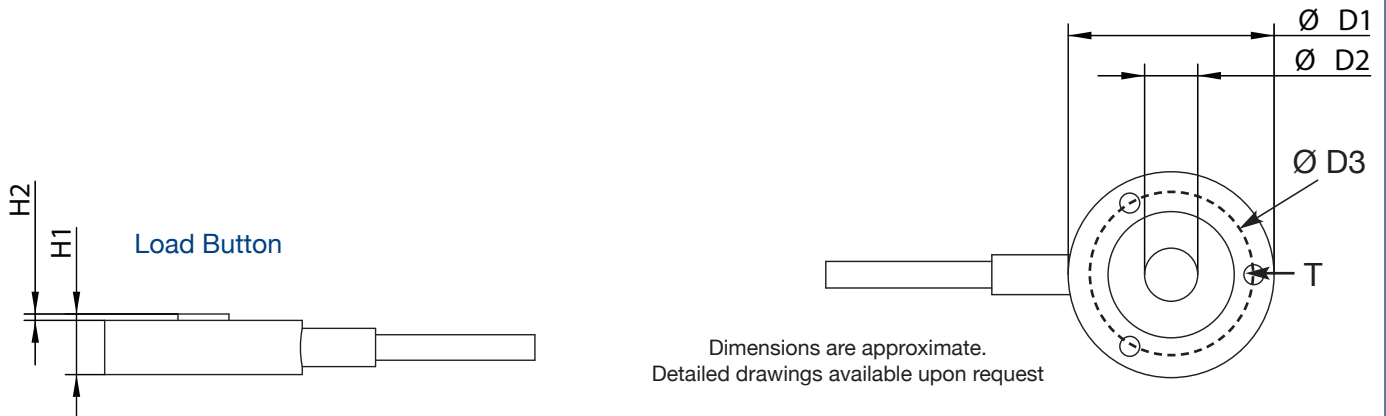 Ø D1
Ø D2
Ø D3
H2
H1
Load Button
T
Dimensions are approximate.
Detailed drawings available upon request